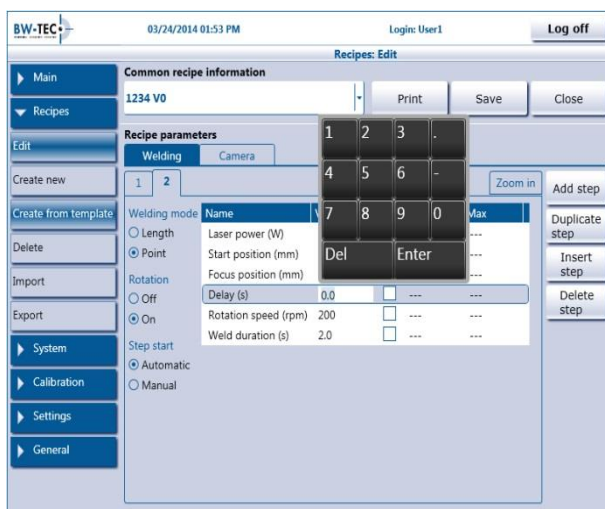 BW-TEC
03/24/2014 01:53 PM
Login: User1
Log off
Recipes: Edit
Main
Recipes
Edit
Create new
Create from template
Delete
Import
Export
System
Calibration
Settings
General
Common recipe information
1234 V0
Print
Save
Close
Recipe parameters
Welding Camera
1 2
Zoom in
Welding mode
Length
Point
Rotation
Off
On
Step start
Automatic
Manual
Name V Max
Laser power (W) ---
Start position (mm) ---
Focus position (mm) ---
Delay (s) 0.0 --- ---
Rotation speed (rpm) 200 --- ---
Weld duration (s) 2.0 --- ---
1 2 3 .
4 5 6 -
7 8 9 0
Del Enter
Add step
Duplicate
step
Insert
step
Delete
step